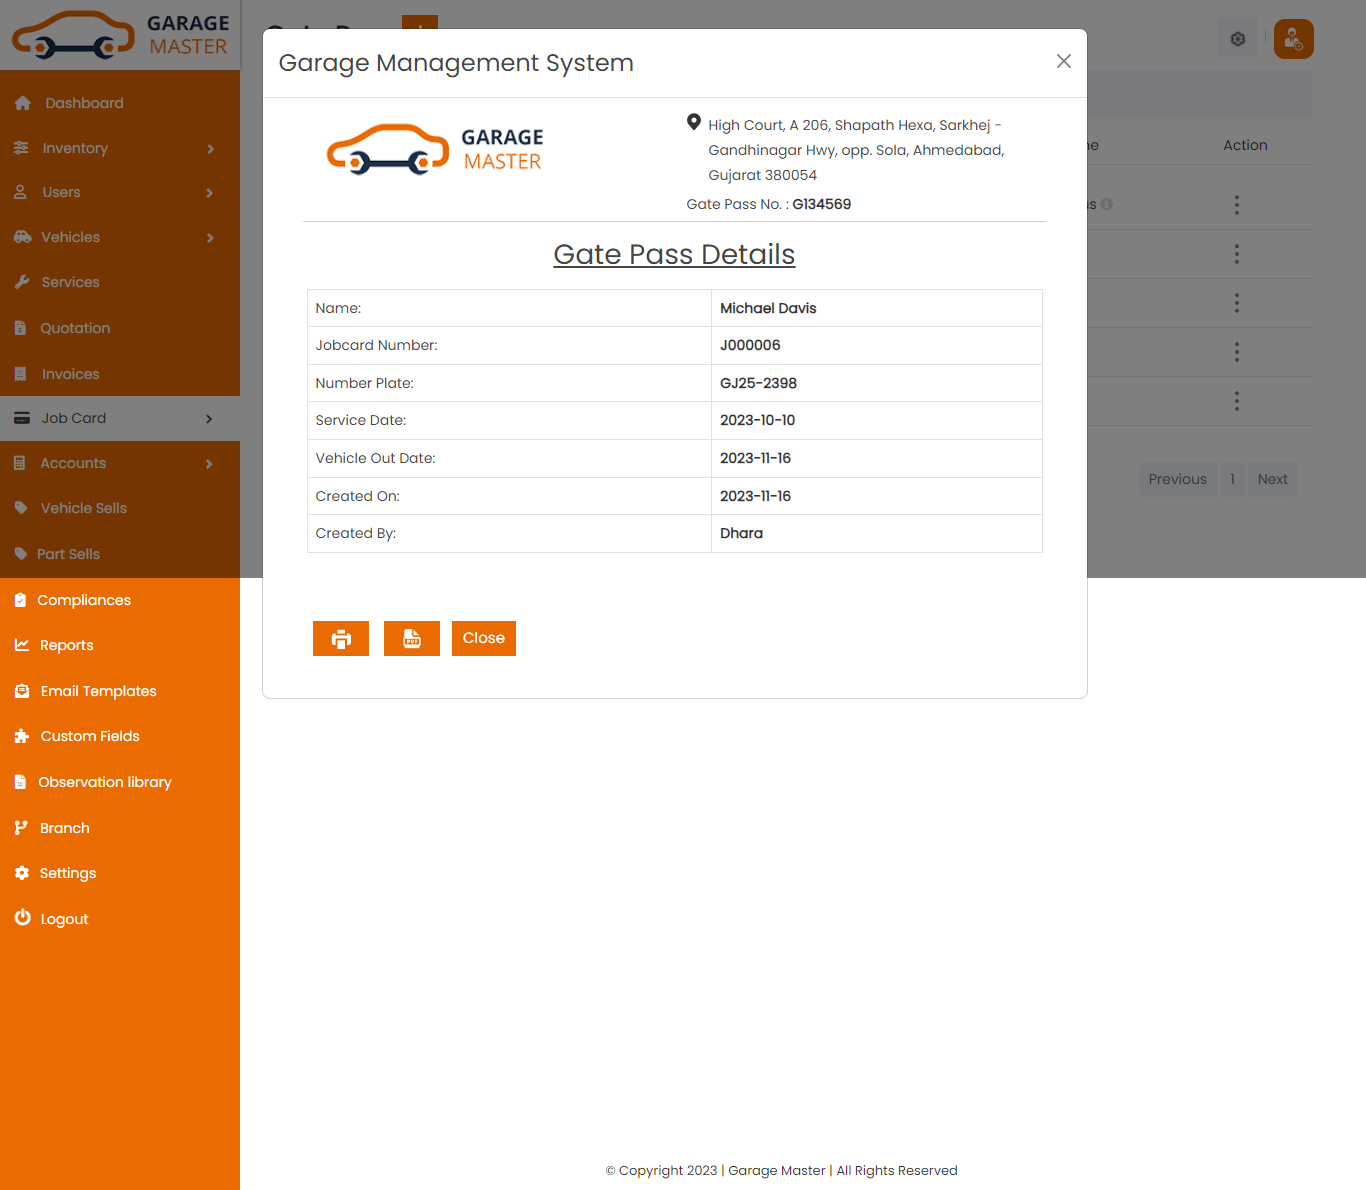 GARAGE
MASTER
Dashboard
Inventory
Users
Vehicles
Services
Quotation
Invoices
Job Card
Accounts
Vehicle Sells
Part Sells
Compliances
Reports
Email Templates
Custom Fields
Observation library
Branch
Settings
Logout
Garage Management System
GARAGE
MASTER
High Court, A 206, Shapath Hexa, Sarkhej -
Gandhinagar Hwy, opp. Sola, Ahmedabad,
Gujarat 380054
Gate Pass No. : G134569
Gate Pass Details
Name: Michael Davis
Jobcard Number: J000006
Number Plate: GJ25-2398
Service Date: 2023-10-10
Vehicle Out Date: 2023-11-16
Created On: 2023-11-16
Created By: Dhara
PDF
Close
Action
Previous 1 Next
© Copyright 2023 | Garage Master | All Rights Reserved